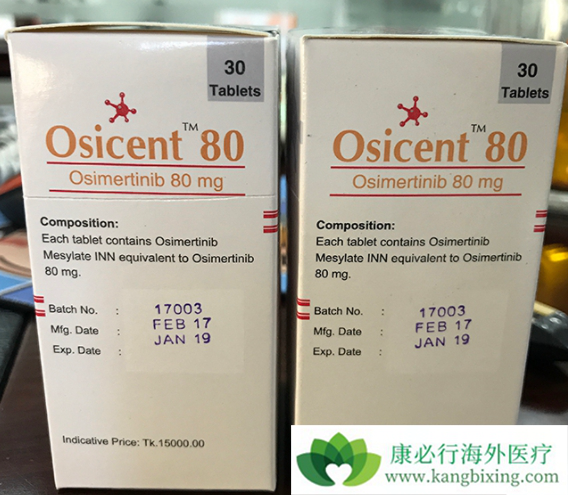 30
Tablets
Osicent™ 80
Osimertinib 80 mg
Composition:
Each tablet contains Osimertinib
Mesylate INN equivalent to Osimertinib
80 mg.
Batch No. : 17003
Mfg. Date : FEB 17
Exp. Date : JAN 19
Indicative Price: Tk.15000.00
30
Tablets
Osicent™ 80
Osimertinib 80 mg
Composition:
Each tablet contains Osimertinib
Mesylate INN equivalent to Osimertinib
80 mg.
Batch No. : 17003
Mfg. Date : FEB 17
Exp. Date : JAN 19
康必行海外医疗
www.kangbixing.com